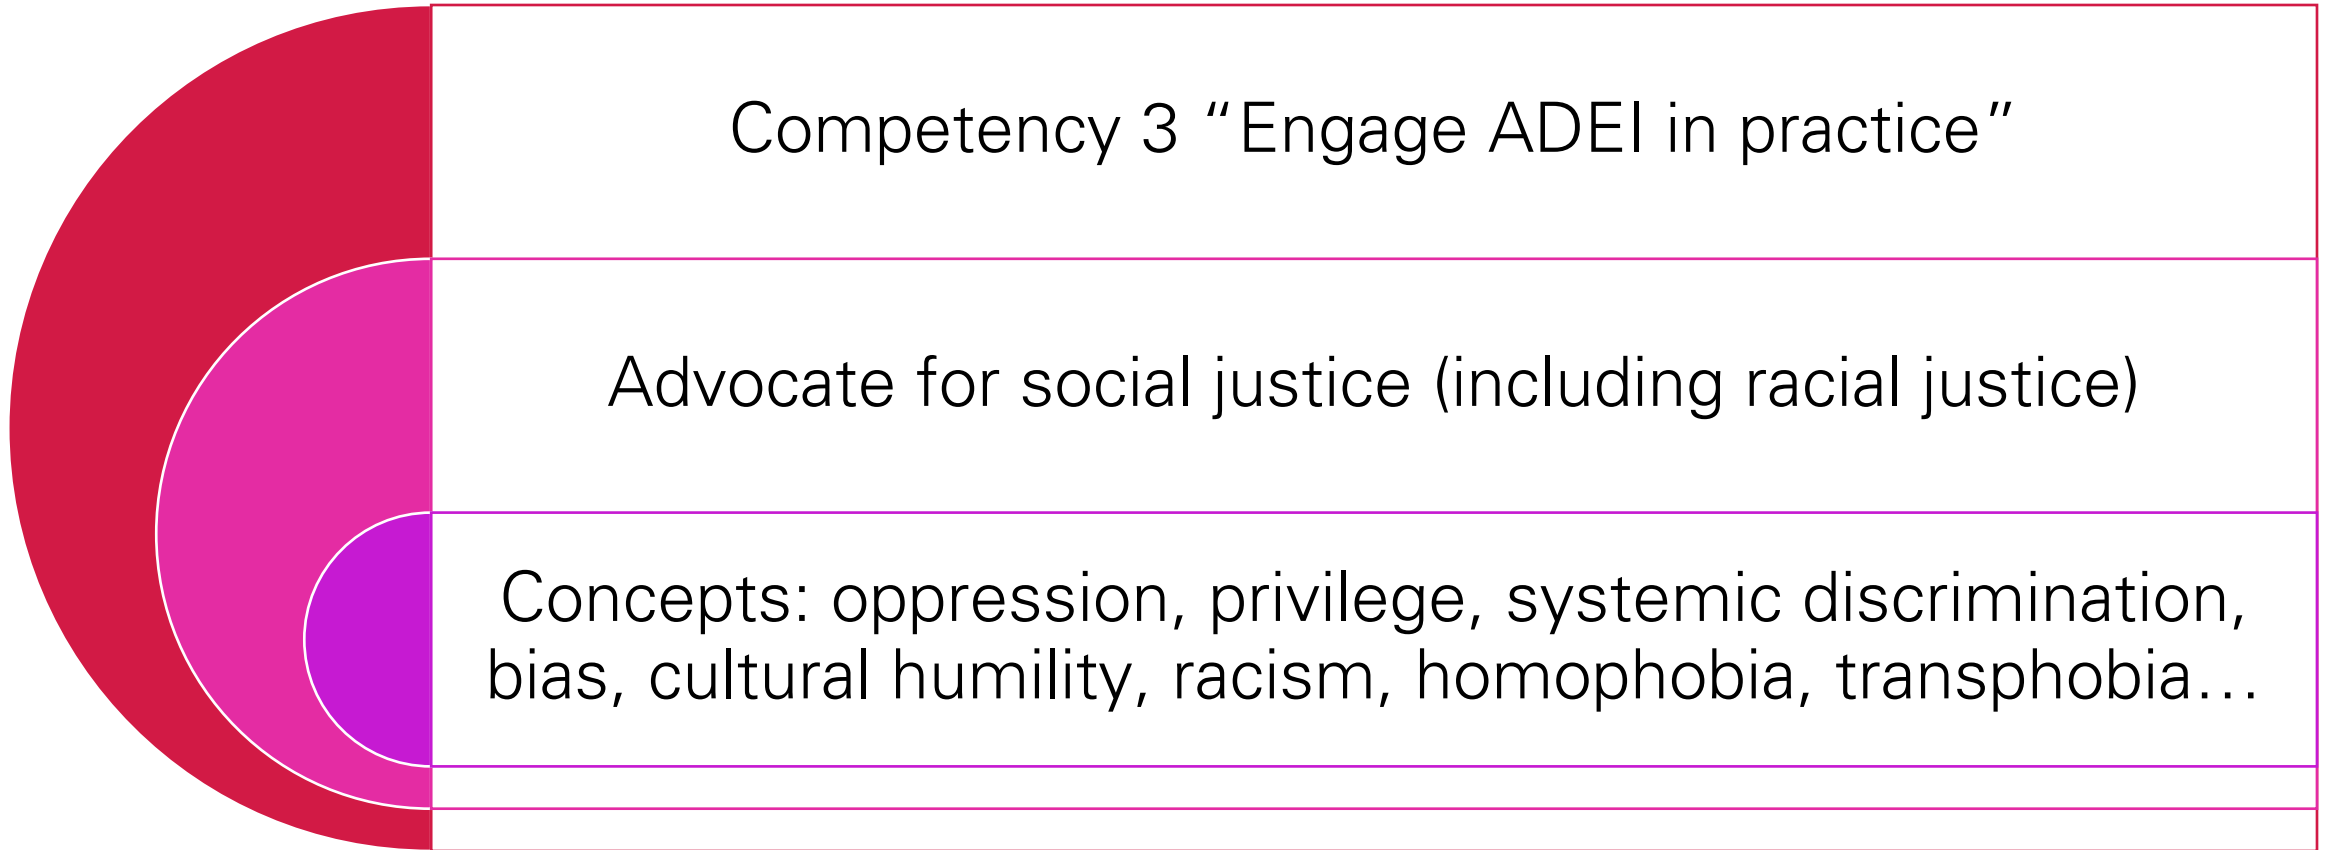 Competency 3 “Engage ADEI in practice”
Advocate for social justice (including racial justice)
Concepts: oppression, privilege, systemic discrimination,
bias, cultural humility, racism, homophobia, transphobia…